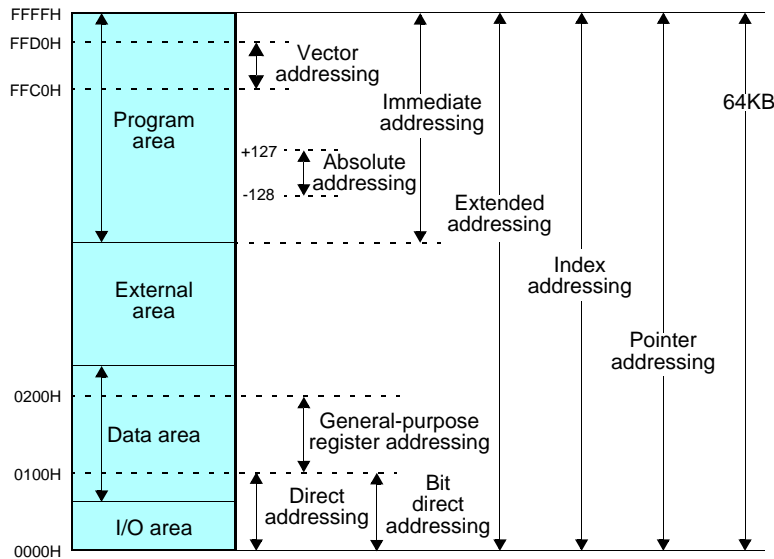 FFFFH
FFD0H
Vector
addressing
FFC0H
Immediate
addressing
64KB
Program
area
+127
Absolute
addressing
-128
Extended
addressing
Index
addressing
External
area
Pointer
addressing
0200H
General-purpose
register addressing
Data area
0100H
Direct
addressing
Bit
direct
addressing
I/O area
0000H